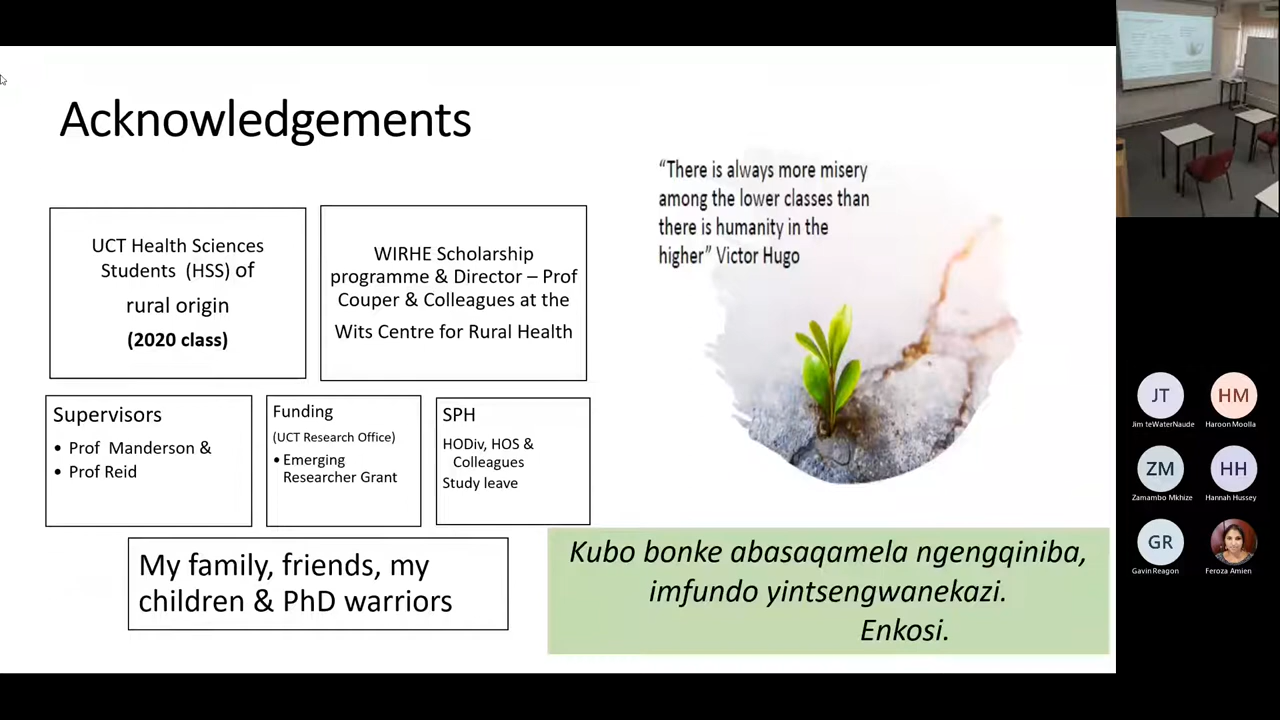 Acknowledgements
“There is always more misery
among the lower classes than
there is humanity in the
higher” Victor Hugo
UCT Health Sciences
Students (HSS) of
rural origin
(2020 class)
WIRHE Scholarship
programme & Director – Prof
Couper & Colleagues at the
Wits Centre for Rural Health
Supervisors
• Prof Manderson &
• Prof Reid
Funding
(UCT Research Office)
• Emerging
Researcher Grant
SPH
HODiv, HOS &
Colleagues
Study leave
My family, friends, my
children & PhD warriors
Kubo bonke abasaqamela ngengqiniba,
imfundo yintsengwanekazi.
Enkosi.
JT
Jim teWaterNaude
HM
Haroon Moolla
ZM
Zamambo Mkhize
HH
Hannah Hussey
GR
Gavin Reagon
Feroza Amien